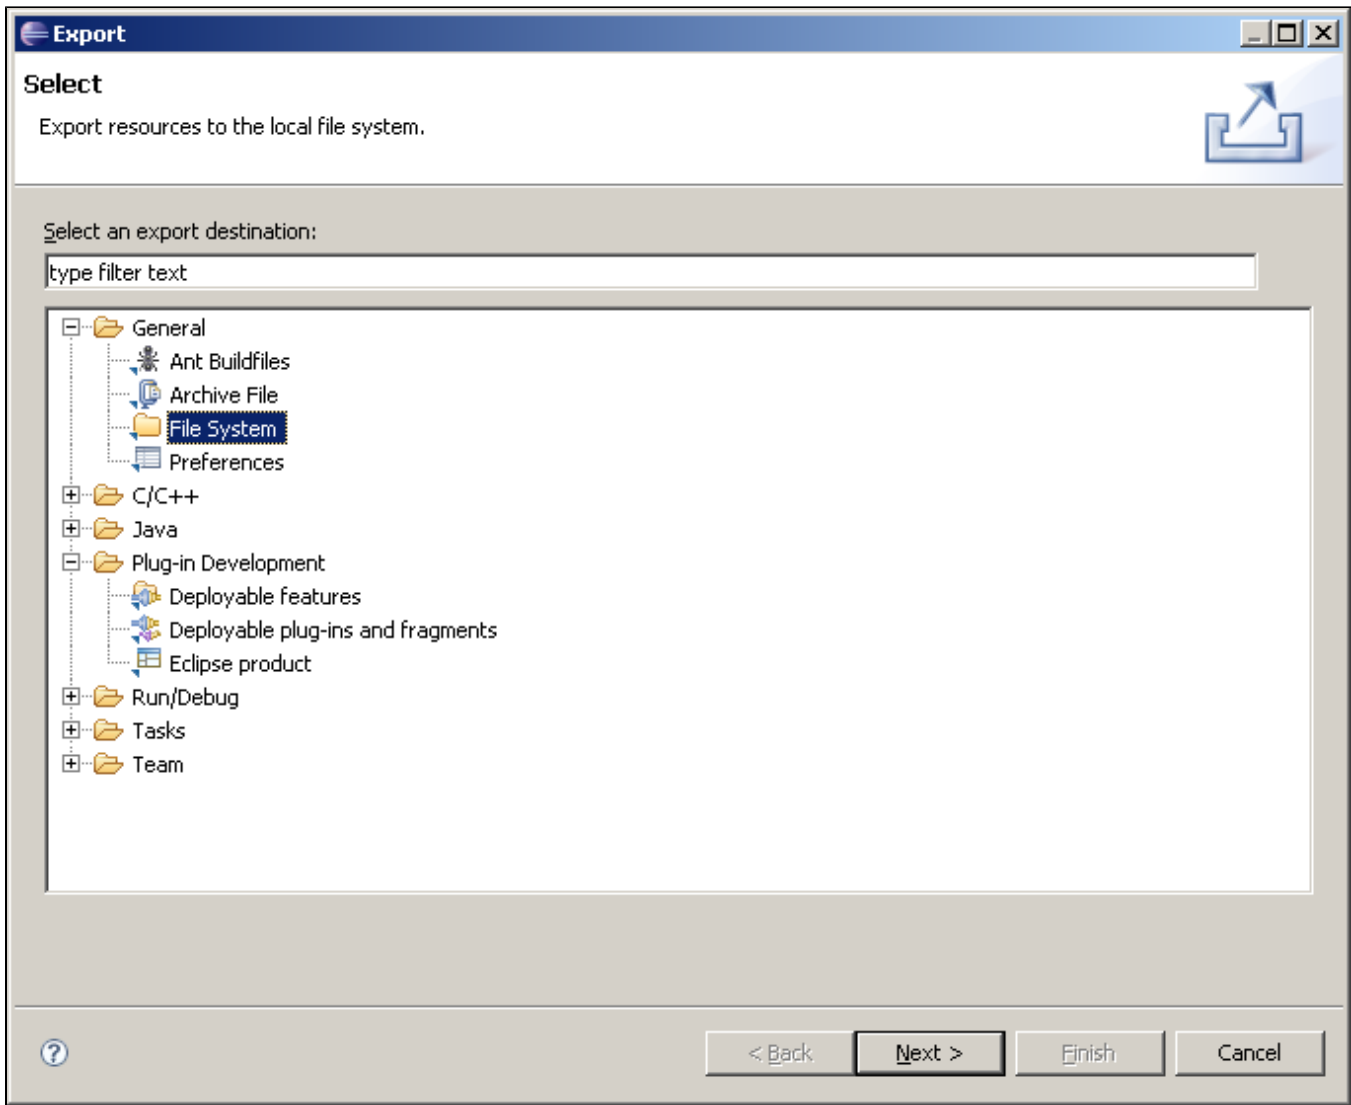 Export
Select
Export resources to the local file system.
Select an export destination:
type filter text
General
Ant Buildfiles
Archive File
File System
Preferences
C/C++
Java
Plug-in Development
Deployable features
Deployable plug-ins and fragments
Eclipse product
Run/Debug
Tasks
Team
? < Back Next > Finish Cancel